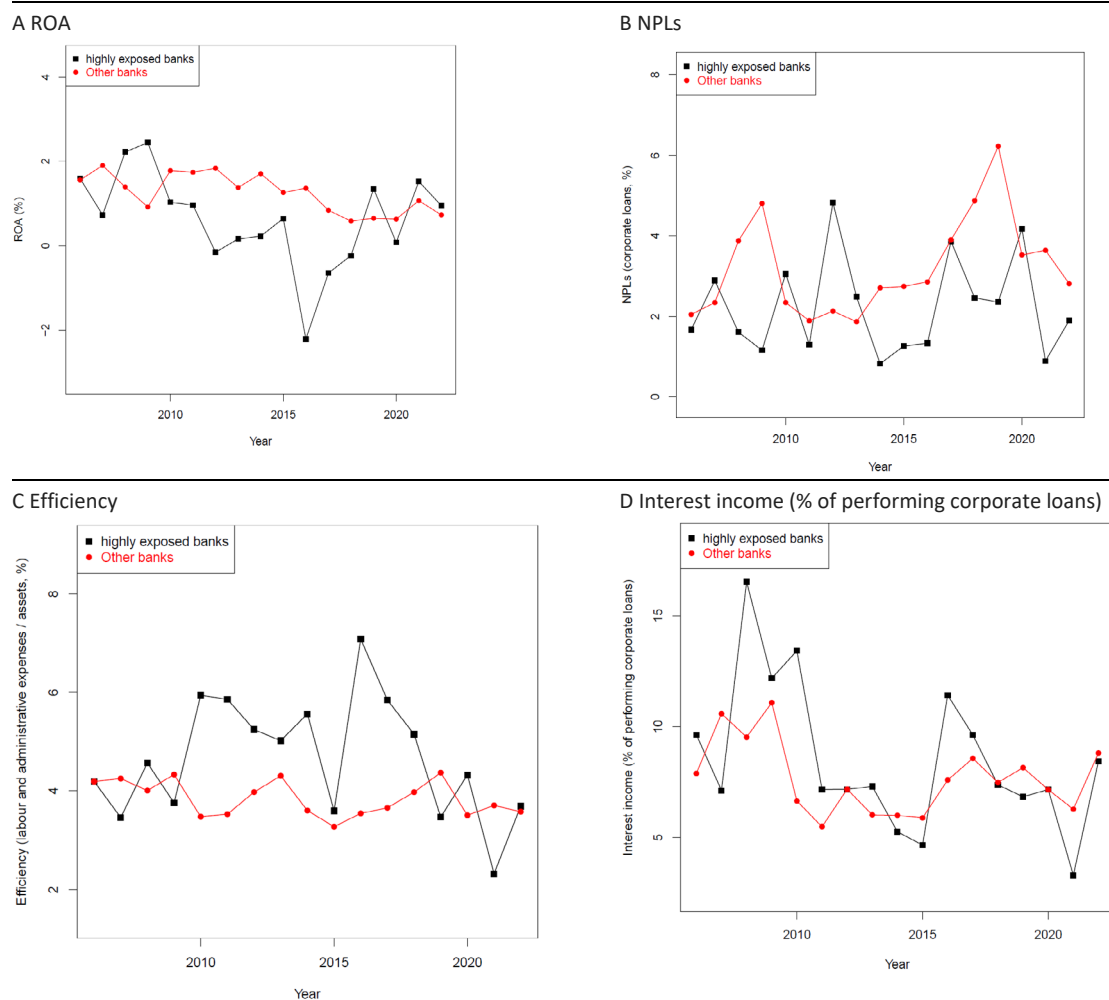 A ROA
highly exposed banks
Other banks
4
2
0
−2
ROA (%)
2010
2015
2020
Year
B NPLs
highly exposed banks
Other banks
8
6
4
2
0
NPLs (corporate loans, %)
2010
2015
2020
Year
C Efficiency
highly exposed banks
Other banks
8
6
4
2
Efficiency (labour and administrative expenses / assets, %)
2010
2015
2020
Year
D Interest income (% of performing corporate loans)
highly exposed banks
Other banks
15
10
5
Interest income (% of performing corporate loans)
2010
2015
2020
Year